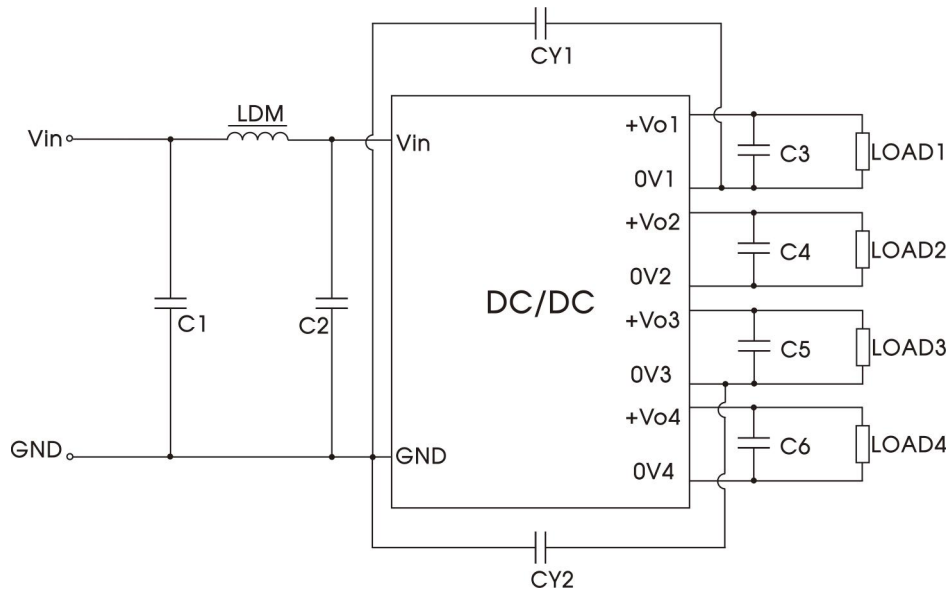 CY1
LDM
Vin
Vin
+Vo1
C3
LOAD1
0V1
+Vo2
C4
LOAD2
0V2
C1
C2
DC/DC
+Vo3
C5
LOAD3
0V3
+Vo4
GND
GND
C6
LOAD4
0V4
CY2